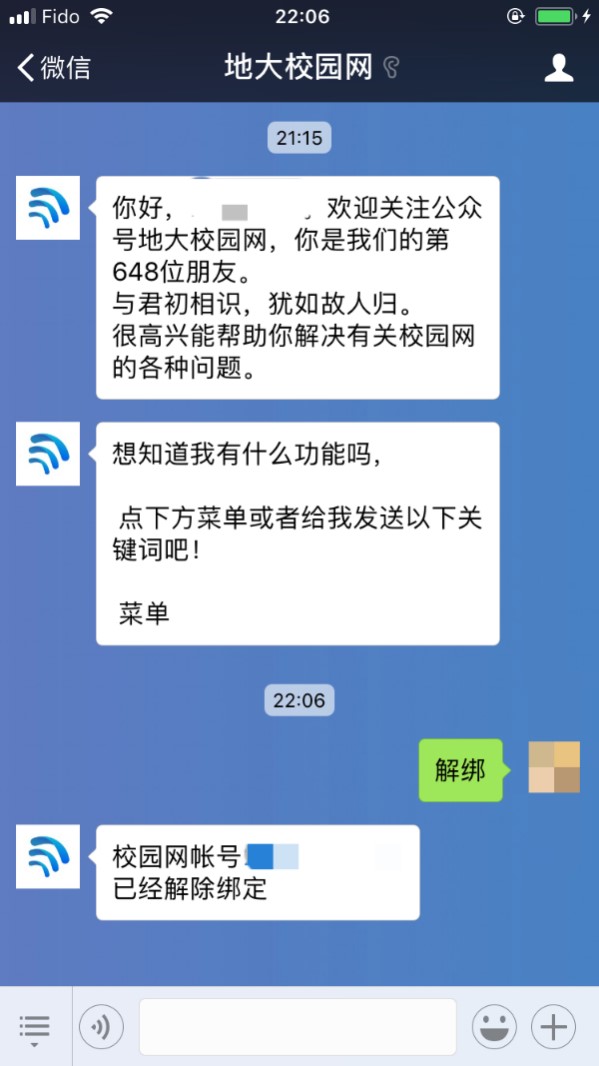 Fido
22:06
微信
地大校园网
21:15
你好， 。欢迎关注公众
号地大校园网，你是我们的第
648位朋友。
与君初相识，犹如故人归。
很高兴能帮助你解决有关校园网
的各种问题。
想知道我有什么功能吗，
点下方菜单或者给我发送以下关
键词吧！
菜单
22:06
解绑
校园网帐号
已经解除绑定